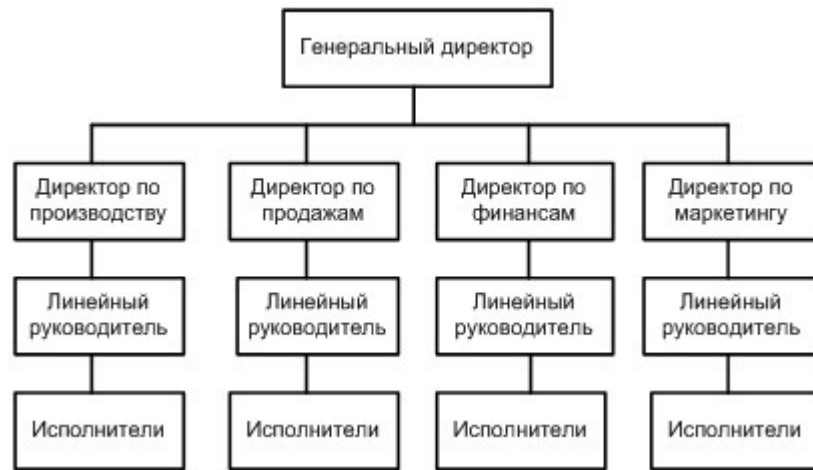 Генеральный директор
Директор по
производству
Директор по
продажам
Директор по
финансам
Директор по
маркетингу
Линейный
руководитель
Линейный
руководитель
Линейный
руководитель
Линейный
руководитель
Исполнители
Исполнители
Исполнители
Исполнители